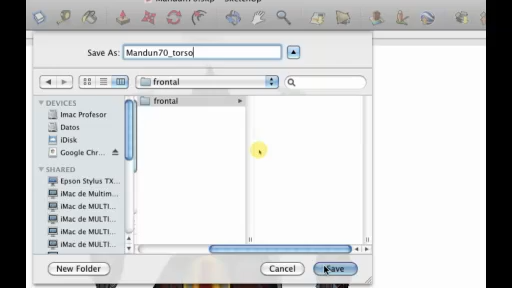 Mandun70.skp - SketchUp
Save As: Mandun70_torso
frontal
DEVICES
frontal
Imac Profesor
Datos
iDisk
Google Chr...
SHARED
Epson Stylus TX...
iMac de Multim...
iMac de MULTI...
iMac de MULTI...
iMac de MULTI...
iMac de MULTI...
New Folder
Cancel
Save